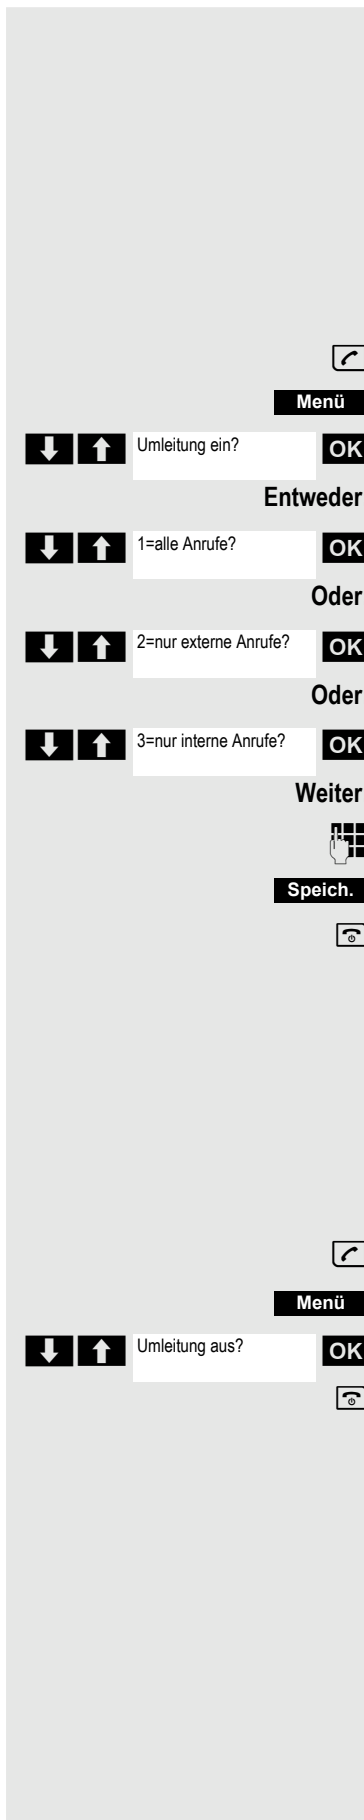 Menü
Umleitung ein? OK
Entweder
1=alle Anrufe? OK
Oder
2=nur externe Anrufe? OK
Oder
3=nur interne Anrufe? OK
Weiter
Speich.
Menü
Umleitung aus? OK